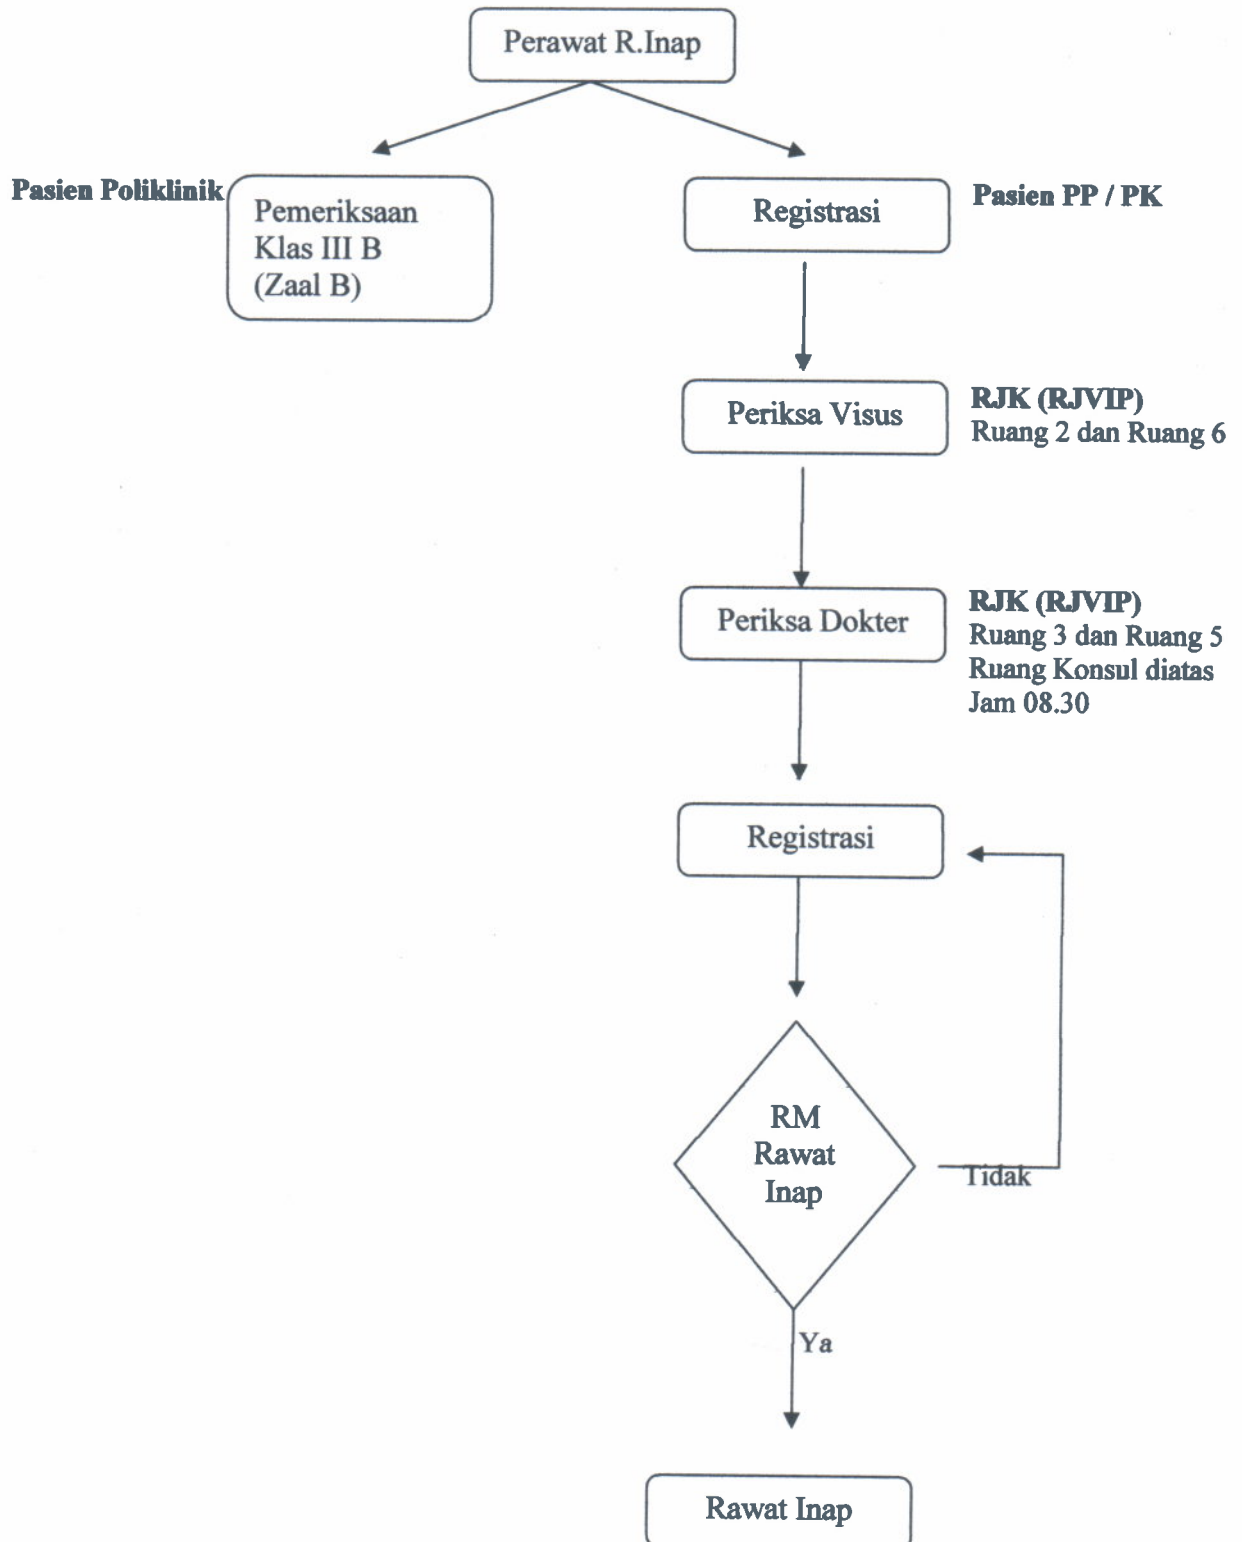 Perawat R.Inap
Pasien Poliklinik
Pemeriksaan
Klas III B
(Zaal B)
Registrasi
Pasien PP / PK
Periksa Visus
RJK (RJVIP)
Ruang 2 dan Ruang 6
Periksa Dokter
RJK (RJVIP)
Ruang 3 dan Ruang 5
Ruang Konsul diatas
Jam 08.30
Registrasi
RM
Rawat
Inap
Tidak
Ya
Rawat Inap